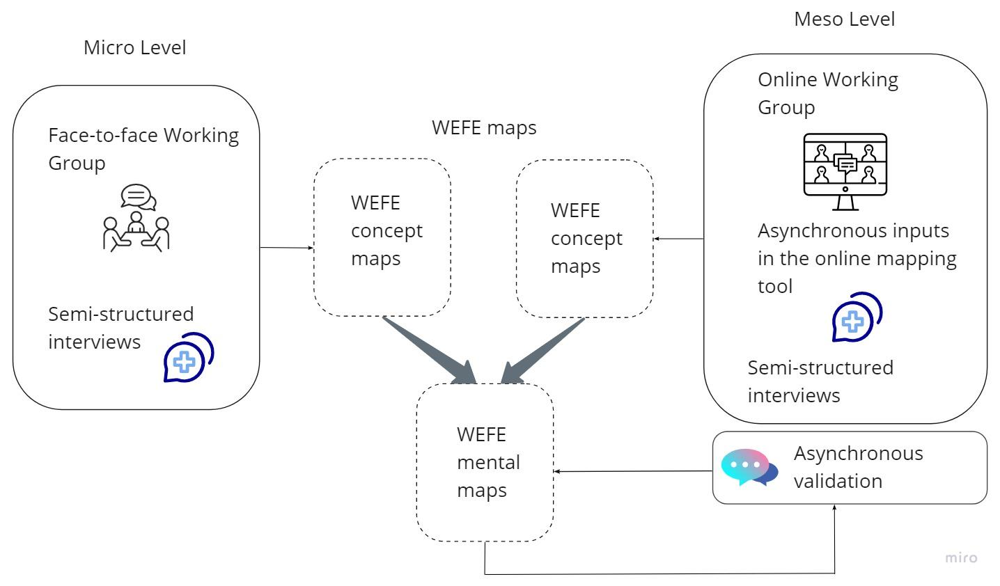 Meso Level
Micro Level
Face-to-face Working
Group
Semi-structured
interviews
WEFE maps
WEFE
concept
maps
WEFE
concept
maps
Online Working
Group
Asynchronous inputs
in the online mapping
tool
Semi-structured
interviews
WEFE
mental
maps
Asynchronous
validation
miro